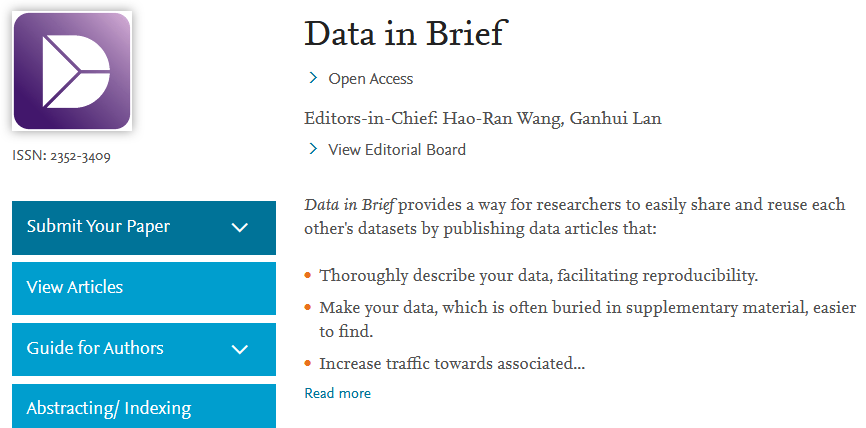 Data in Brief
Open Access
Editors-in-Chief: Hao-Ran Wang, Ganhui Lan
View Editorial Board
ISSN: 2352-3409
Submit Your Paper
View Articles
Guide for Authors
Abstracting/ Indexing
Data in Brief provides a way for researchers to easily share and reuse each
other's datasets by publishing data articles that:
Thoroughly describe your data, facilitating reproducibility.
Make your data, which is often buried in supplementary material, easier
to find.
Increase traffic towards associated...
Read more